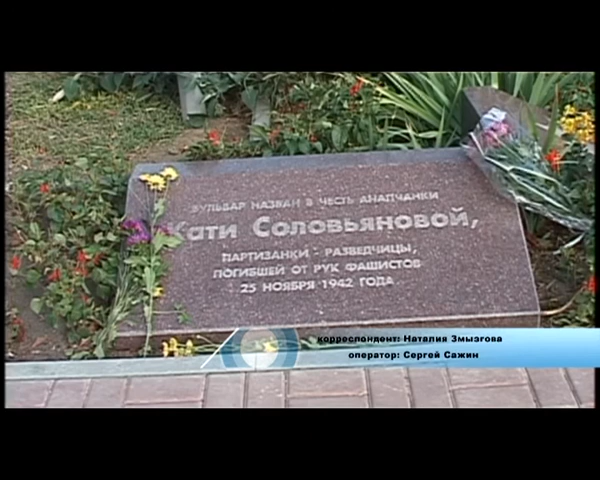 БУЛЬВАР НАЗВАН В ЧЕСТЬ АНАПЧАНКИ
КАТИ СОЛОВЬЯНОВОЙ,
ПАРТИЗАНКИ - РАЗВЕДЧИЦЫ,
ПОГИБШЕЙ ОТ РУК ФАШИСТОВ
25 НОЯБРЯ 1942 ГОДА
корреспондент: Наталия Змызгова
оператор: Сергей Сажин